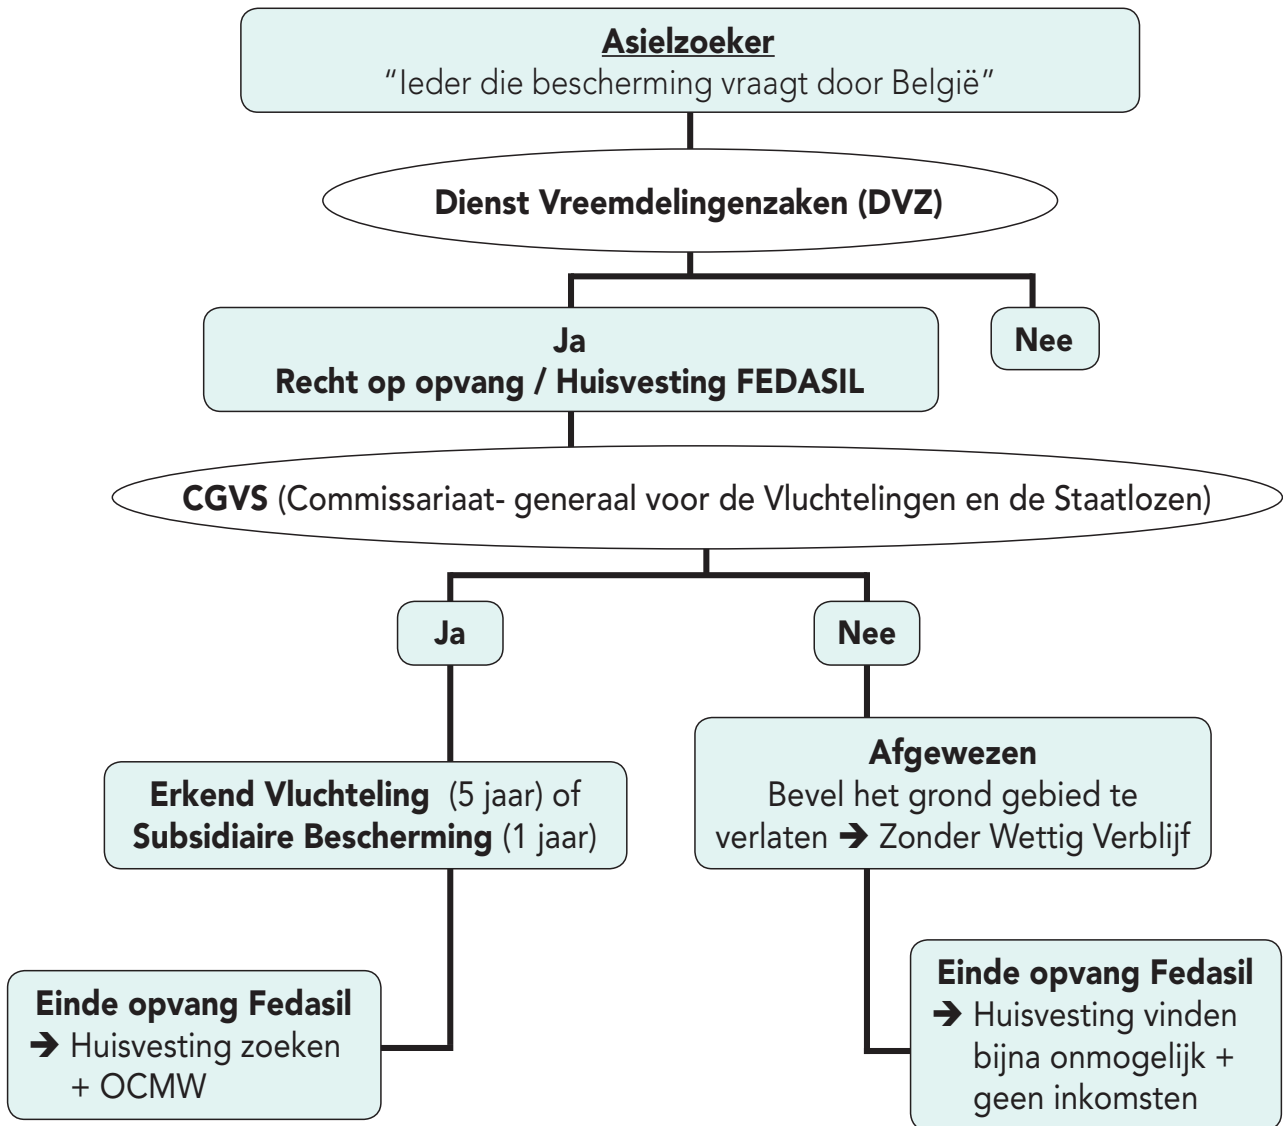 Asielzoeker
“Ieder die bescherming vraagt door België”
Dienst Vreemdelingenzaken (DVZ)
Ja
Recht op opvang / Huisvesting FEDASIL
Nee
CGVS (Commissariaat- generaal voor de Vluchtelingen en de Staatlozen)
Ja
Nee
Erkend Vluchteling (5 jaar) of
Subsidiaire Bescherming (1 jaar)
Afgewezen
Bevel het grond gebied te
verlaten ➔ Zonder Wettig Verblijf
Einde opvang Fedasil
➔ Huisvesting zoeken
+ OCMW
Einde opvang Fedasil
➔ Huisvesting vinden
bijna onmogelijk +
geen inkomsten